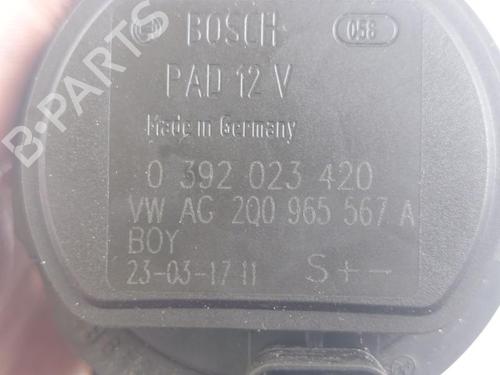 BOSCH 058
PAD 12 V
Made in Germany
0 392 023 420
VW AG 2Q0 965 567 A
BOY
23-03-17 11 S + -
B-PARTS